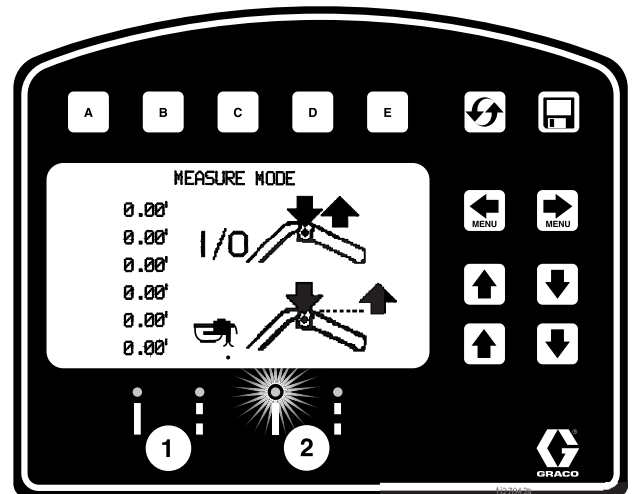 A B C D E
MEASURE MODE
MENU MENU
0.00'
0.00'
0.00'
0.00'
0.00'
0.00'
I/O
1 2
GRACO